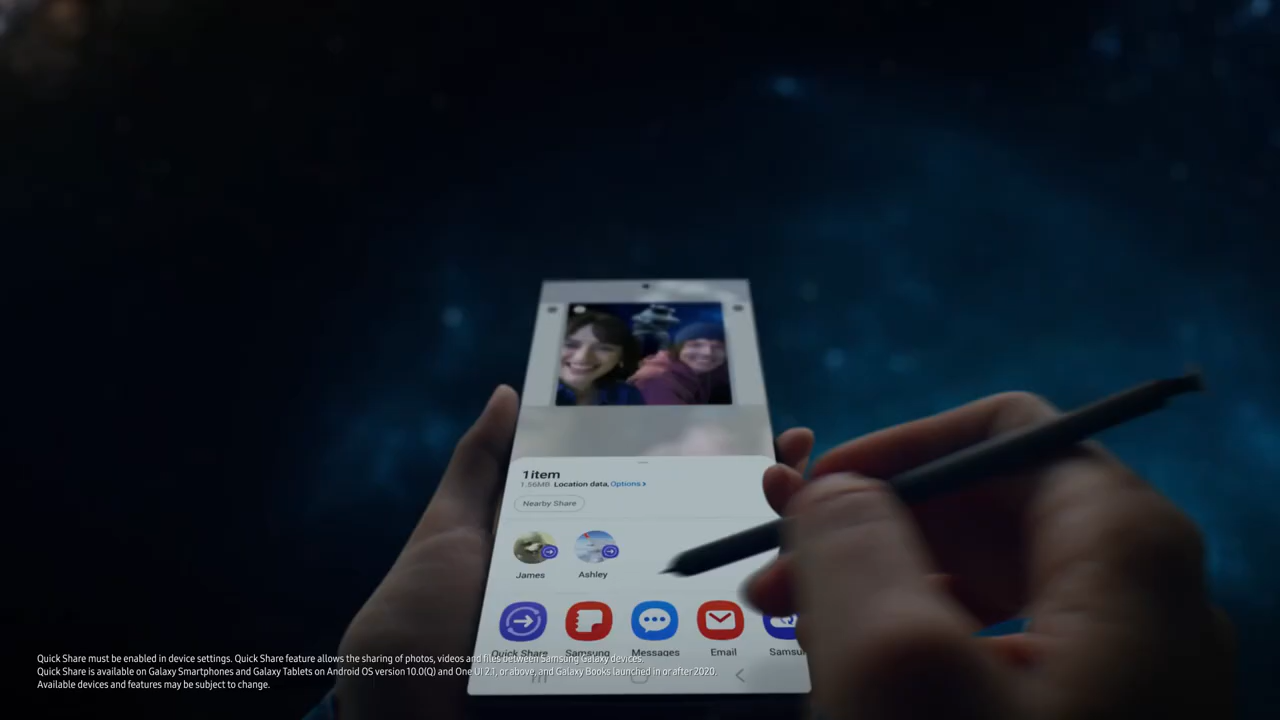 1item
1.56MB Location data, Options >
Nearby Share
James Ashley
Quick Share Samsung Messages Email Samsu
Quick Share must be enabled in device settings. Quick Share feature allows the sharing of photos, videos and files between Samsung Galaxy devices.
Quick Share is available on Galaxy Smartphones and Galaxy Tablets on Android OS version 10.0(Q) and One UI 2.1, or above, and Galaxy Books launched in or after 2020.
Available devices and features may be subject to change.